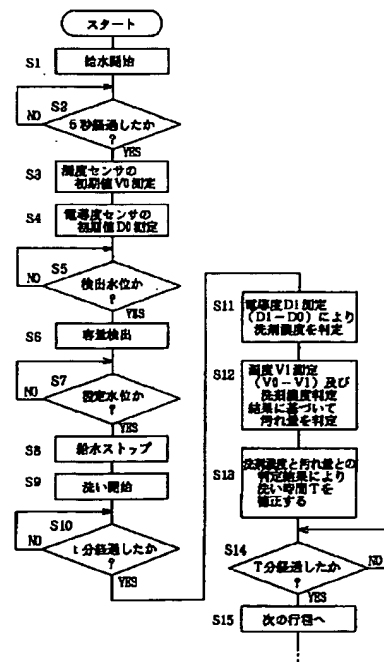 スタート
S1
給水開始
S2
5秒経過したか
?
NO
YES
S3
濁度センサの
初期値V0測定
S4
電導度センサの
初期値D0測定
S5
検出水位か
?
NO
YES
S6
容量検出
S7
設定水位か
?
NO
YES
S8
給水ストップ
S9
洗い開始
S10
t分経過したか
?
NO
YES
S11
電導度D1測定
(D1-D0)により
洗剤濃度を判定
S12
濁度V1測定
(V0-V1)及び
洗剤濃度判定
結果に基づいて
汚れ量を判定
S13
洗剤濃度と汚れ量との
判定結果により
洗い時間Tを
補正する
S14
T分経過したか
?
NO
YES
S15
次の行程へ